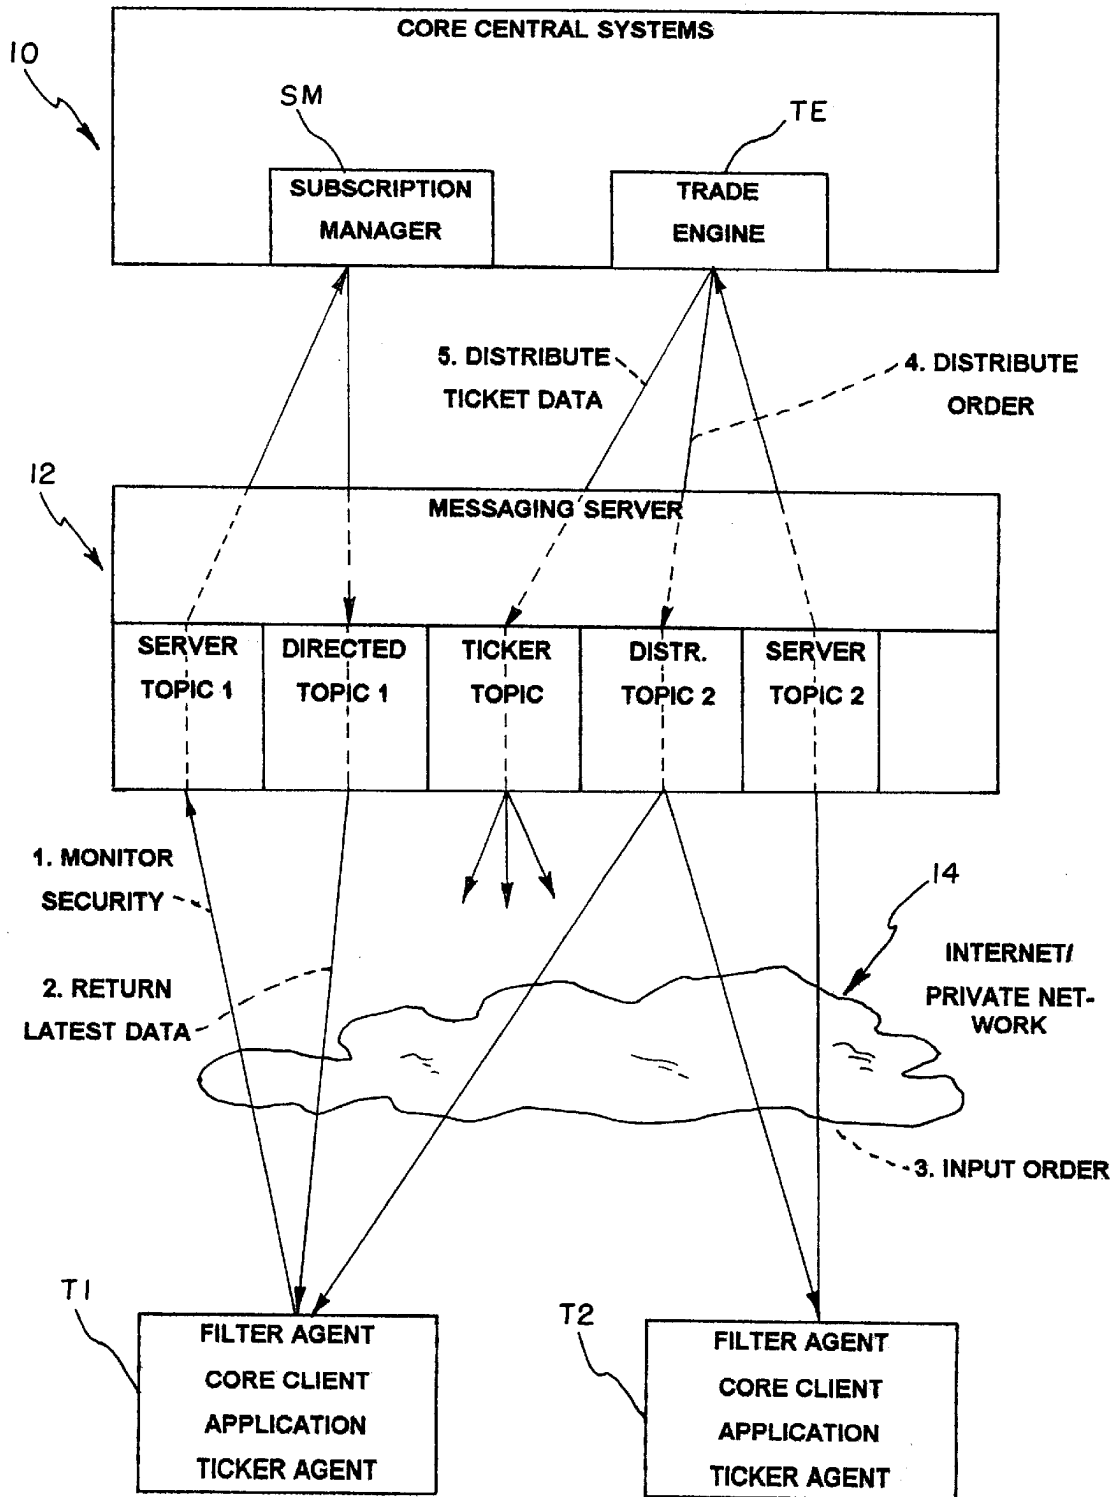 CORE CENTRAL SYSTEMS
10
SM
TE
SUBSCRIPTION
MANAGER
TRADE
ENGINE
5. DISTRIBUTE
TICKET DATA
4. DISTRIBUTE
ORDER
12
MESSAGING SERVER
SERVER
TOPIC 1
DIRECTED
TOPIC 1
TICKER
TOPIC
DISTR.
TOPIC 2
SERVER
TOPIC 2
1. MONITOR
SECURITY
14
INTERNET/
PRIVATE NET-
WORK
2. RETURN
LATEST DATA
3. INPUT ORDER
T1
FILTER AGENT
CORE CLIENT
APPLICATION
TICKER AGENT
T2
FILTER AGENT
CORE CLIENT
APPLICATION
TICKER AGENT